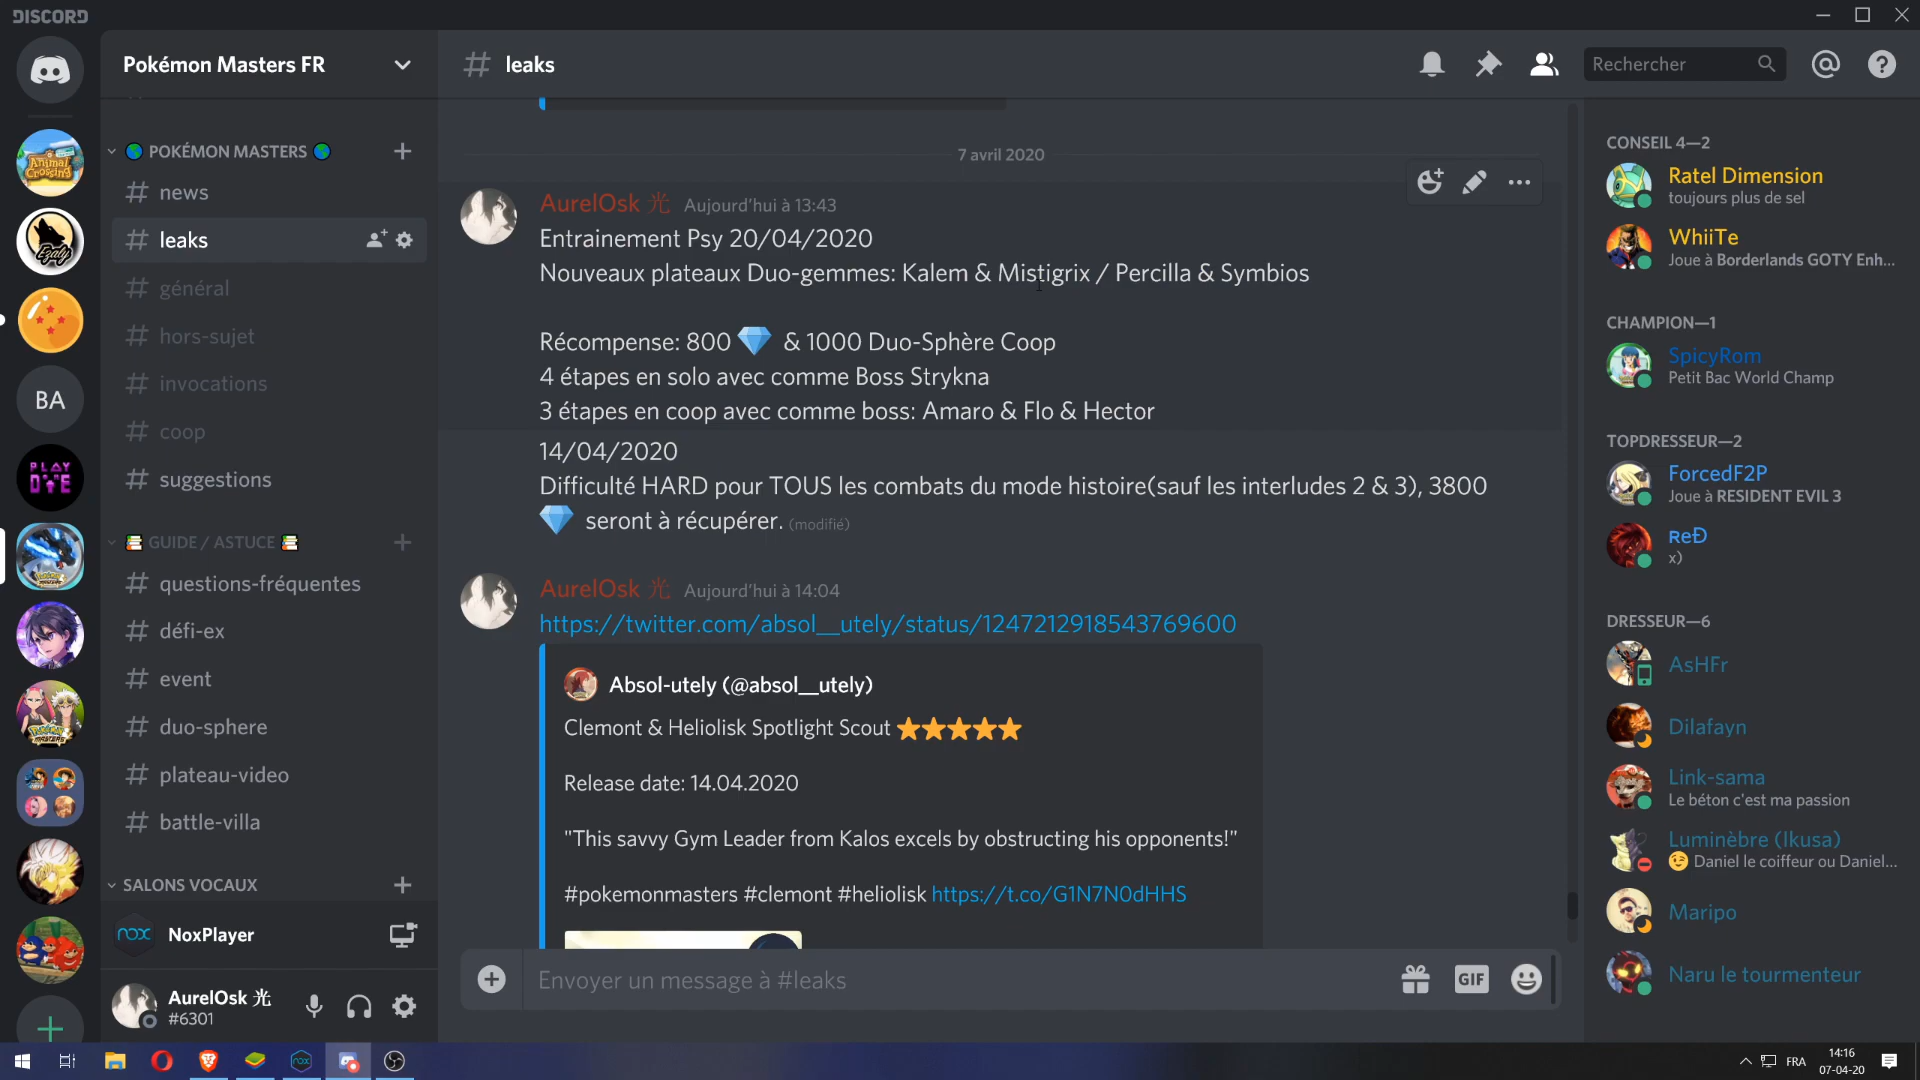 DISCORD
Pokémon Masters FR
leaks
Rechercher
POKÉMON MASTERS
news
leaks
général
hors-sujet
invocations
coop
suggestions
GUIDE / ASTUCE
questions-fréquentes
défi-ex
event
duo-sphere
plateau-video
battle-villa
SALONS VOCAUX
NoxPlayer
AurelOsk 光
#6301
BA
PLAY
7 avril 2020
AurelOsk 光 Aujourd'hui à 13:43
Entrainement Psy 20/04/2020
Nouveaux plateaux Duo-gemmes: Kalem & Mistigrix / Percilla & Symbios
Récompense: 800 💎 & 1000 Duo-Sphère Coop
4 étapes en solo avec comme Boss Strykna
3 étapes en coop avec comme boss: Amaro & Flo & Hector
14/04/2020
Difficulté HARD pour TOUS les combats du mode histoire(sauf les interludes 2 & 3), 3800
💎 seront à récupérer. (modifié)
AurelOsk 光 Aujourd'hui à 14:04
https://twitter.com/absol__utely/status/1247212918543769600
Absol-utely (@absol__utely)
Clemont & Heliolisk Spotlight Scout ⭐⭐⭐⭐⭐
Release date: 14.04.2020
"This savvy Gym Leader from Kalos excels by obstructing his opponents!"
#pokemonmasters #clemont #heliolisk https://t.co/G1N7N0dHHS
Envoyer un message à #leaks
GIF
CONSEIL 4—2
Ratel Dimension
toujours plus de sel
WhiiTe
Joue à Borderlands GOTY Enh...
CHAMPION—1
SpicyRom
Petit Bac World Champ
TOPDRESSEUR—2
ForcedF2P
Joue à RESIDENT EVIL 3
ReĐ
x)
DRESSEUR—6
AsHFr
Dilafayn
Link-sama
Le béton c'est ma passion
Luminèbre (Ikusa)
😉 Daniel le coiffeur ou Daniel...
Maripo
Naru le tourmenteur
FRA
14:16
07-04-20